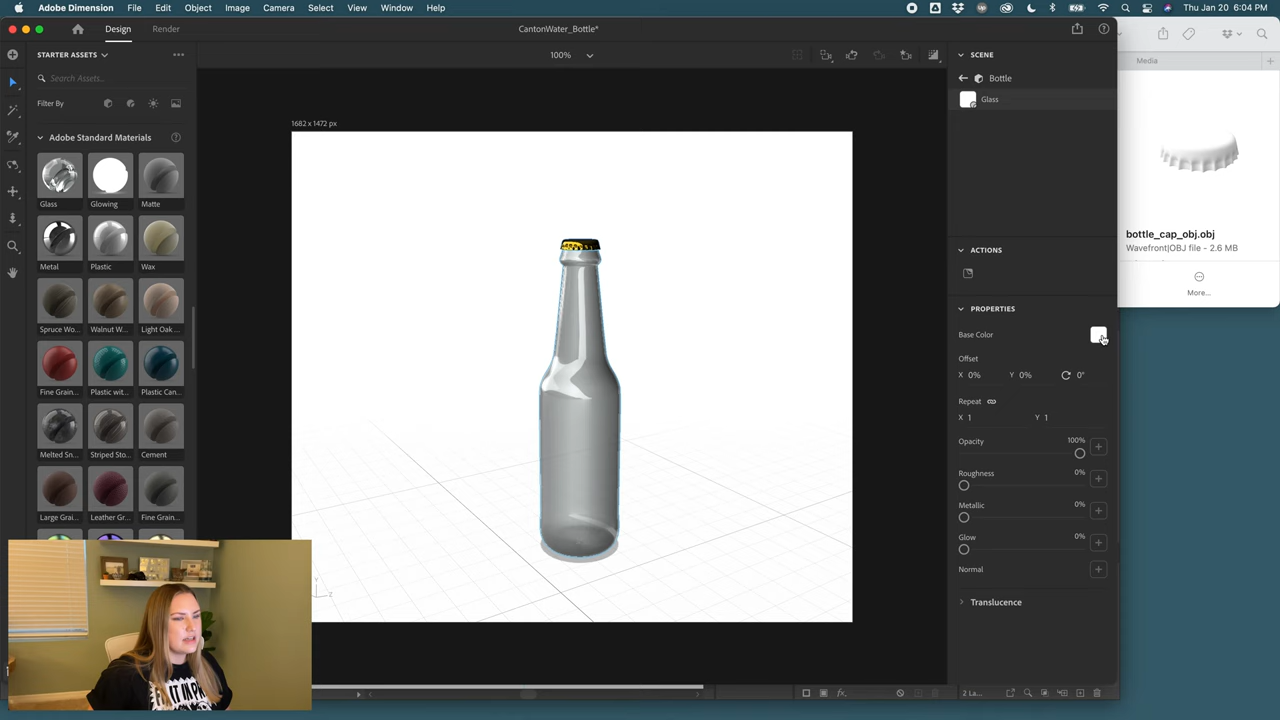 Adobe Dimension File Edit Object Image Camera Select View Window Help Thu Jan 20 6:04 PM
Design Render CantonWater_Bottle*
STARTER ASSETS 100% SCENE
Media
Search Assets... Bottle
Filter By Glass
1682 x 1472 px
Adobe Standard Materials
Glass Glowing Matte
bottle_cap_obj.obj
Wavefront|OBJ file - 2.6 MB
ACTIONS
Metal Plastic Wax
More...
PROPERTIES
Spruce Wo... Walnut W... Light Oak ...
Base Color
Offset
X 0% Y 0% 0°
Fine Grain... Plastic wit... Plastic Can...
Repeat
X 1 Y 1
Opacity 100%
Melted Sn... Striped Sto... Cement
Roughness 0%
Metallic 0%
Large Grai... Leather Gr... Fine Grain...
Glow 0%
Normal
Translucence
2 La...